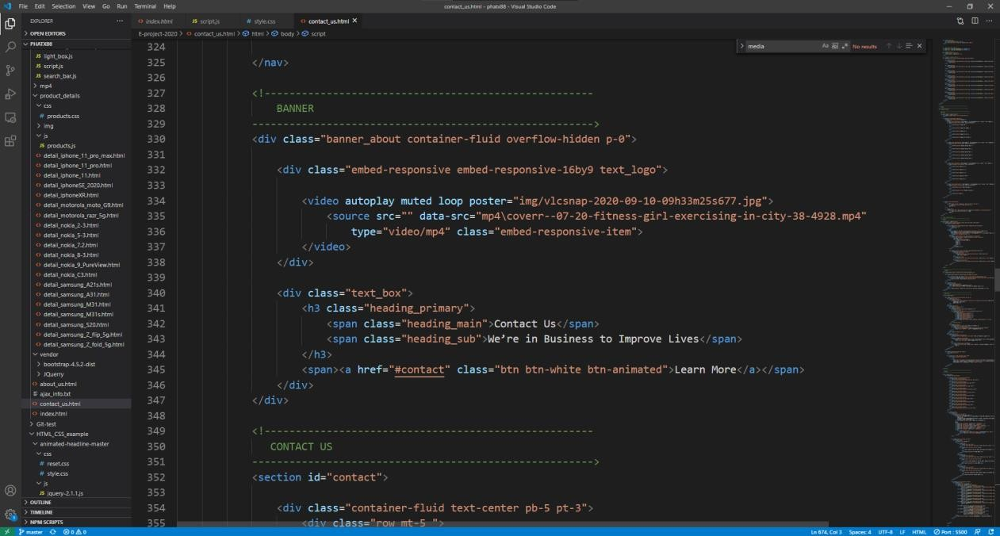 File Edit Selection View Go Run Terminal Help
contact_us.html - phatx88 - Visual Studio Code
EXPLORER
OPEN EDITORS
PHATX88
light_box.js
script.js
search_bar.js
mp4
product_details
css
products.css
img
js
products.js
detail_iphone_11_pro_max.html
detail_iphone_11_pro.html
detail_iphone_11.html
detail_iphoneSE_2020.html
detail_iphoneXR.html
detail_motorola_moto_G9.html
detail_motorola_razr_5g.html
detail_nokia_2-3.html
detail_nokia_5-3.html
detail_nokia_7.2.html
detail_nokia_8-3.html
detail_nokia_9_PureView.html
detail_nokia_C3.html
detail_samsung_A21s.html
detail_samsung_A31.html
detail_samsung_M31.html
detail_samsung_M31s.html
detail_samsung_S20.html
detail_samsung_Z_flip_5g.html
detail_samsung_Z_fold_5g.html
vendor
bootstrap-4.5.2-dist
JQuerry
about_us.html
ajax_info.txt
contact_us.html
index.html
Git-test
HTML_CSS_example
animated-headline-master
css
reset.css
style.css
js
jquery-2.1.1.js
OUTLINE
TIMELINE
NPM SCRIPTS
index.html JS script.js # style.css contact_us.html
E-project-2020 > contact_us.html > html > body > script
media Aa No results
324
325 </nav>
326
327 <!-----------------------------------------------------
328 BANNER
329 ------------------------------------------------------->
330 <div class="banner_about container-fluid overflow-hidden p-0">
331
332 <div class="embed-responsive embed-responsive-16by9 text_logo">
333
334 <video autoplay muted loop poster="img/vlcsnap-2020-09-10-09h33m25s677.jpg">
335 <source src="" data-src="mp4\coverr--07-20-fitness-girl-exercising-in-city-38-4928.mp4"
336 type="video/mp4" class="embed-responsive-item">
337 </video>
338 </div>
339
340 <div class="text_box">
341 <h3 class="heading_primary">
342 <span class="heading_main">Contact Us</span>
343 <span class="heading_sub">We’re in Business to Improve Lives</span>
344 </h3>
345 <span><a href="#contact" class="btn btn-white btn-animated">Learn More</a></span>
346 </div>
347 </div>
348
349 <!-----------------------------------------------------
350 CONTACT US
351 ------------------------------------------------------->
352 <section id="contact">
353
354 <div class="container-fluid text-center pb-5 pt-3">
355 <div class="row mt-5 ">
master 0 0 Ln 674, Col 3 Spaces: 4 UTF-8 LF HTML Port : 5500